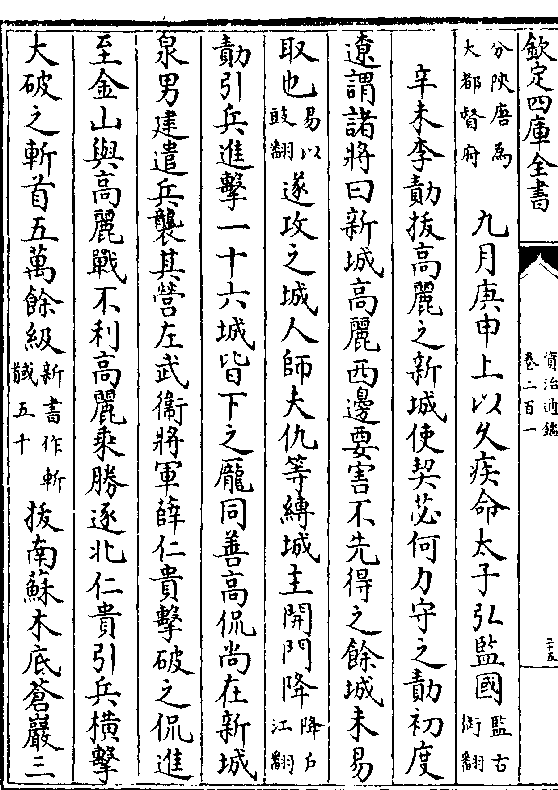 欽定四庫全書
資治通鑑
卷二百一
二十五
分陜唐為
大都督府
九月庚申上以久疾命太子弘監國
監古
銜翻
辛未李勣拔高麗之新城使契苾何力守之勣初度
遼謂諸將曰新城高麗西邊要害不先得之餘城未易
取也
易以
豉翻
遂攻之城人師夫仇等縛城主開門降
降户
江翻
勣引兵進擊一十六城皆下之龐同善高侃尚在新城
泉男建遣兵襲其營左武衛將軍薛仁貴擊破之侃進
至金山與高麗戰不利高麗乘勝逐北仁貴引兵橫擊
大破之斬首五萬餘級
新書作斬
馘五千
拔南蘇木底蒼巖三